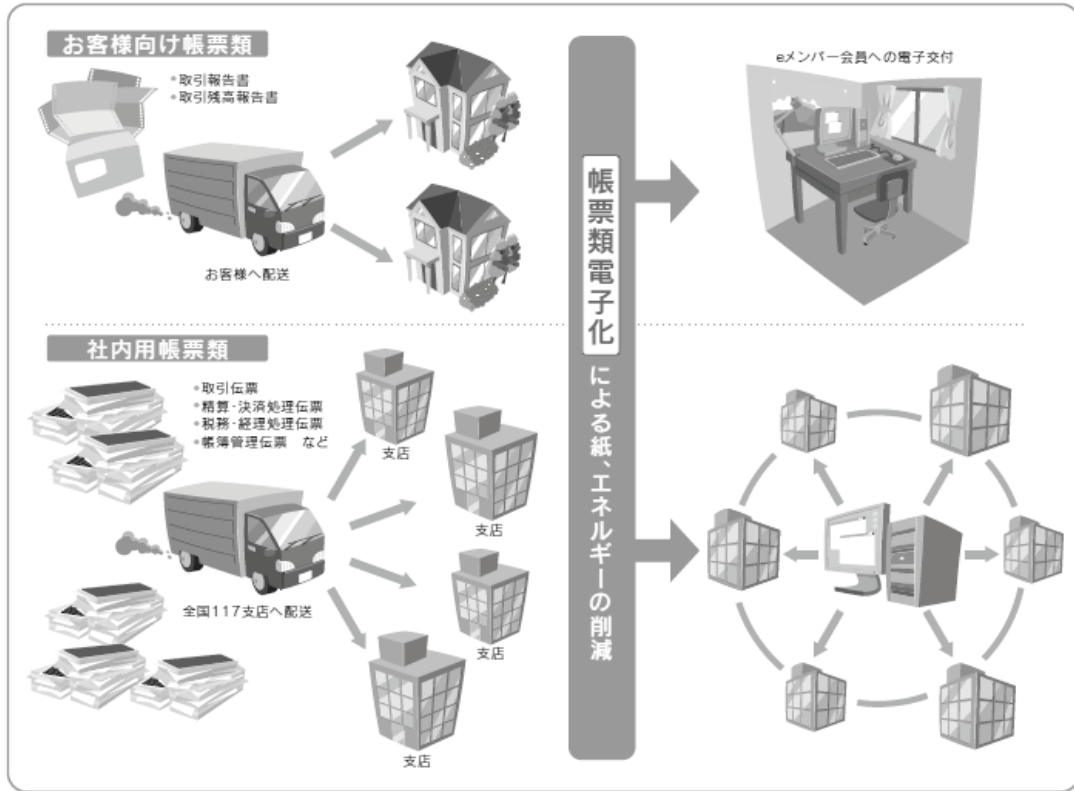 お客様向け帳票類
•取引報告書
•取引残高報告書
お客様へ配送
社内用帳票類
•取引伝票
•精算・決済処理伝票
•税務・経理処理伝票
•帳簿管理伝票 など
全国117支店へ配送
支店
支店
支店
支店
帳票類電子化による紙、エネルギーの削減
eメンバー会員への電子交付